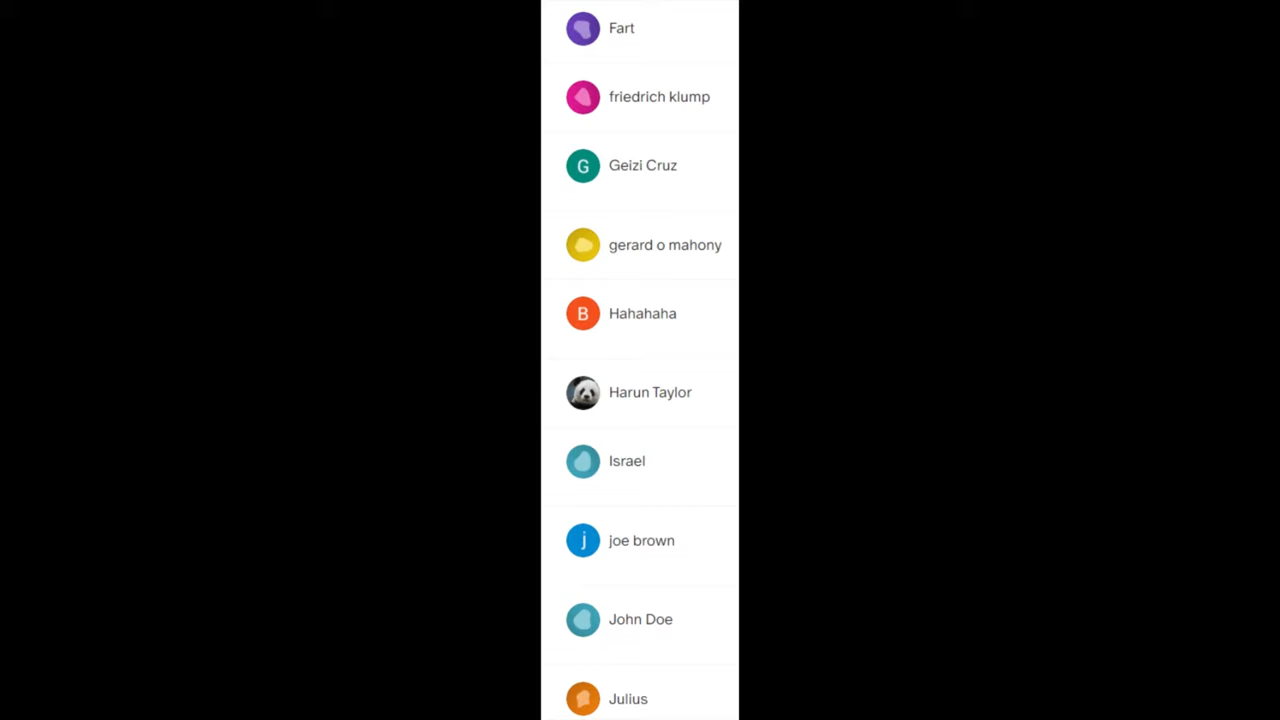 Fart
friedrich klump
G Geizi Cruz
gerard o mahony
B Hahahaha
Harun Taylor
Israel
j joe brown
John Doe
Julius